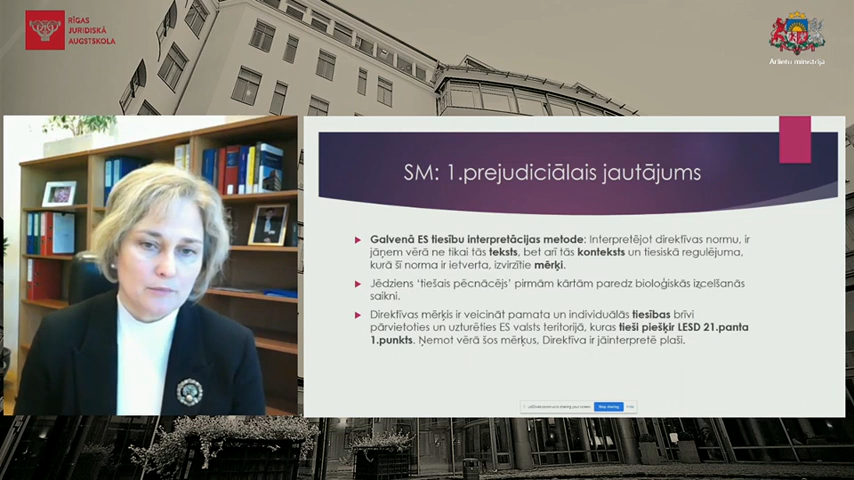 RĪGAS
JURIDISKĀ
AUGSTSKOLA
Ārlietu ministrija
SM: 1.prejudiciālais jautājums
Galvenā ES tiesību interpretācijas metode: Interpretējot direktīvas normu, ir
jāņem vērā ne tikai tās teksts, bet arī tās konteksts un tiesiskā regulējuma,
kurā šī norma ir ietverta, izvirzītie mērķi.
Jēdziens 'tiešais pēcnācējs' pirmām kārtām paredz bioloģiskās izcelšanās
saikni.
Direktīvas mērķis ir veicināt pamata un individuālās tiesības brīvi
pārvietoties un uzturēties ES valsts teritorijā, kuras tieši piešķir LESD 21.panta
1.punkts. Ņemot vērā šos mērķus, Direktīva ir jāinterpretē plaši.